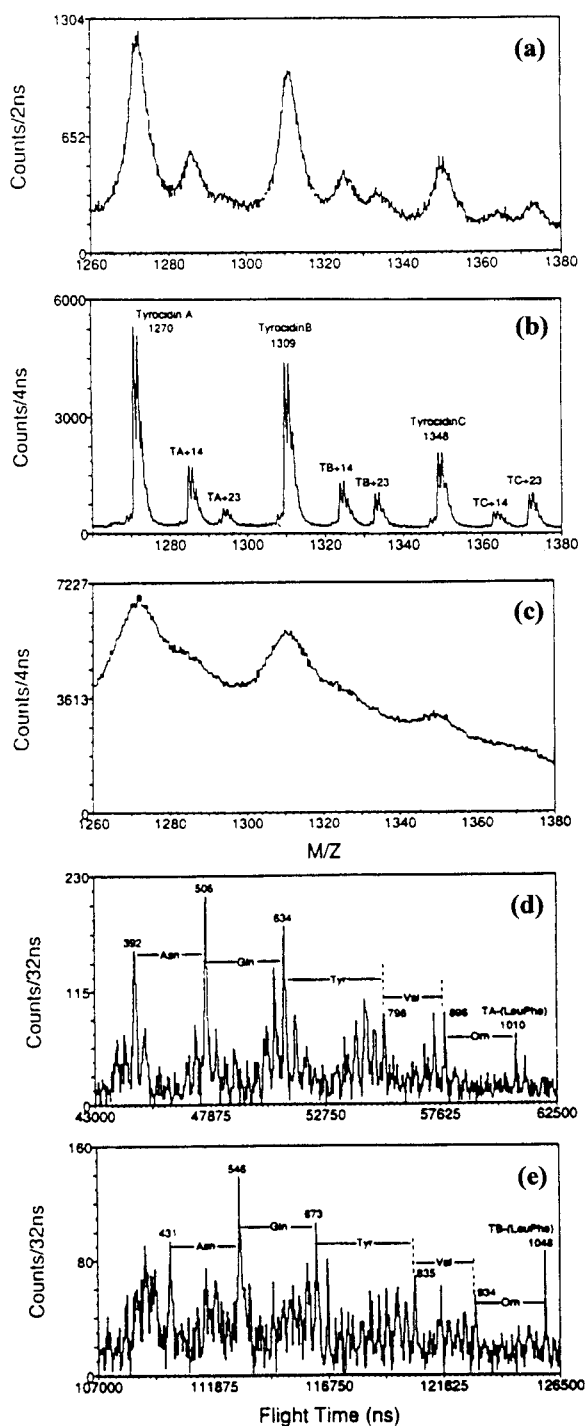 (a)
1304
652
0
Counts/2ns
1260 1280 1300 1320 1340 1360 1380
(b)
6000
3000
0
Counts/4ns
Tyrocidin A
1270
TA+14
TA+23
TyrocidinB
1309
TB+14
TB+23
TyrocidinC
1348
TC+14
TC+23
1280 1300 1320 1340 1360 1380
(c)
7227
3613
0
Counts/4ns
1260 1280 1300 1320 1340 1360 1380
M/Z
(d)
230
115
0
Counts/32ns
392
Asn
506
Gln
634
Tyr
798
Val
896
Orn
TA-(LeuPhe)
1010
43000 47875 52750 57625 62500
(e)
160
80
0
Counts/32ns
431
Asn
546
Gln
673
Tyr
835
Val
934
Orn
TB-(LeuPhe)
1048
107000 111875 116750 121625 126500
Flight Time (ns)